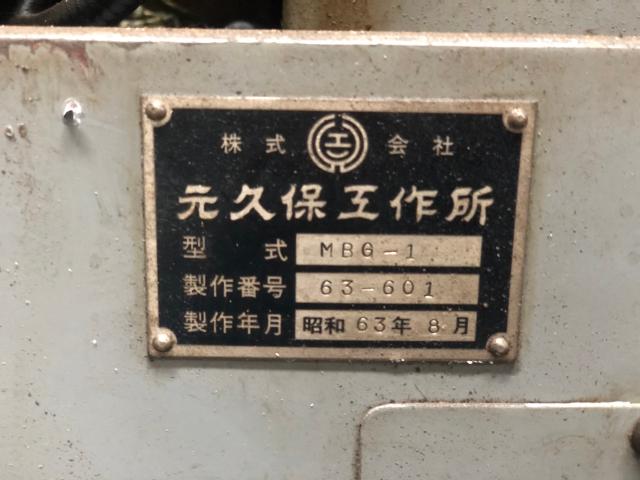 株式 会社
元久保工作所
型式 MBG-1
製作番号 63-601
製作年月 昭和63年8月